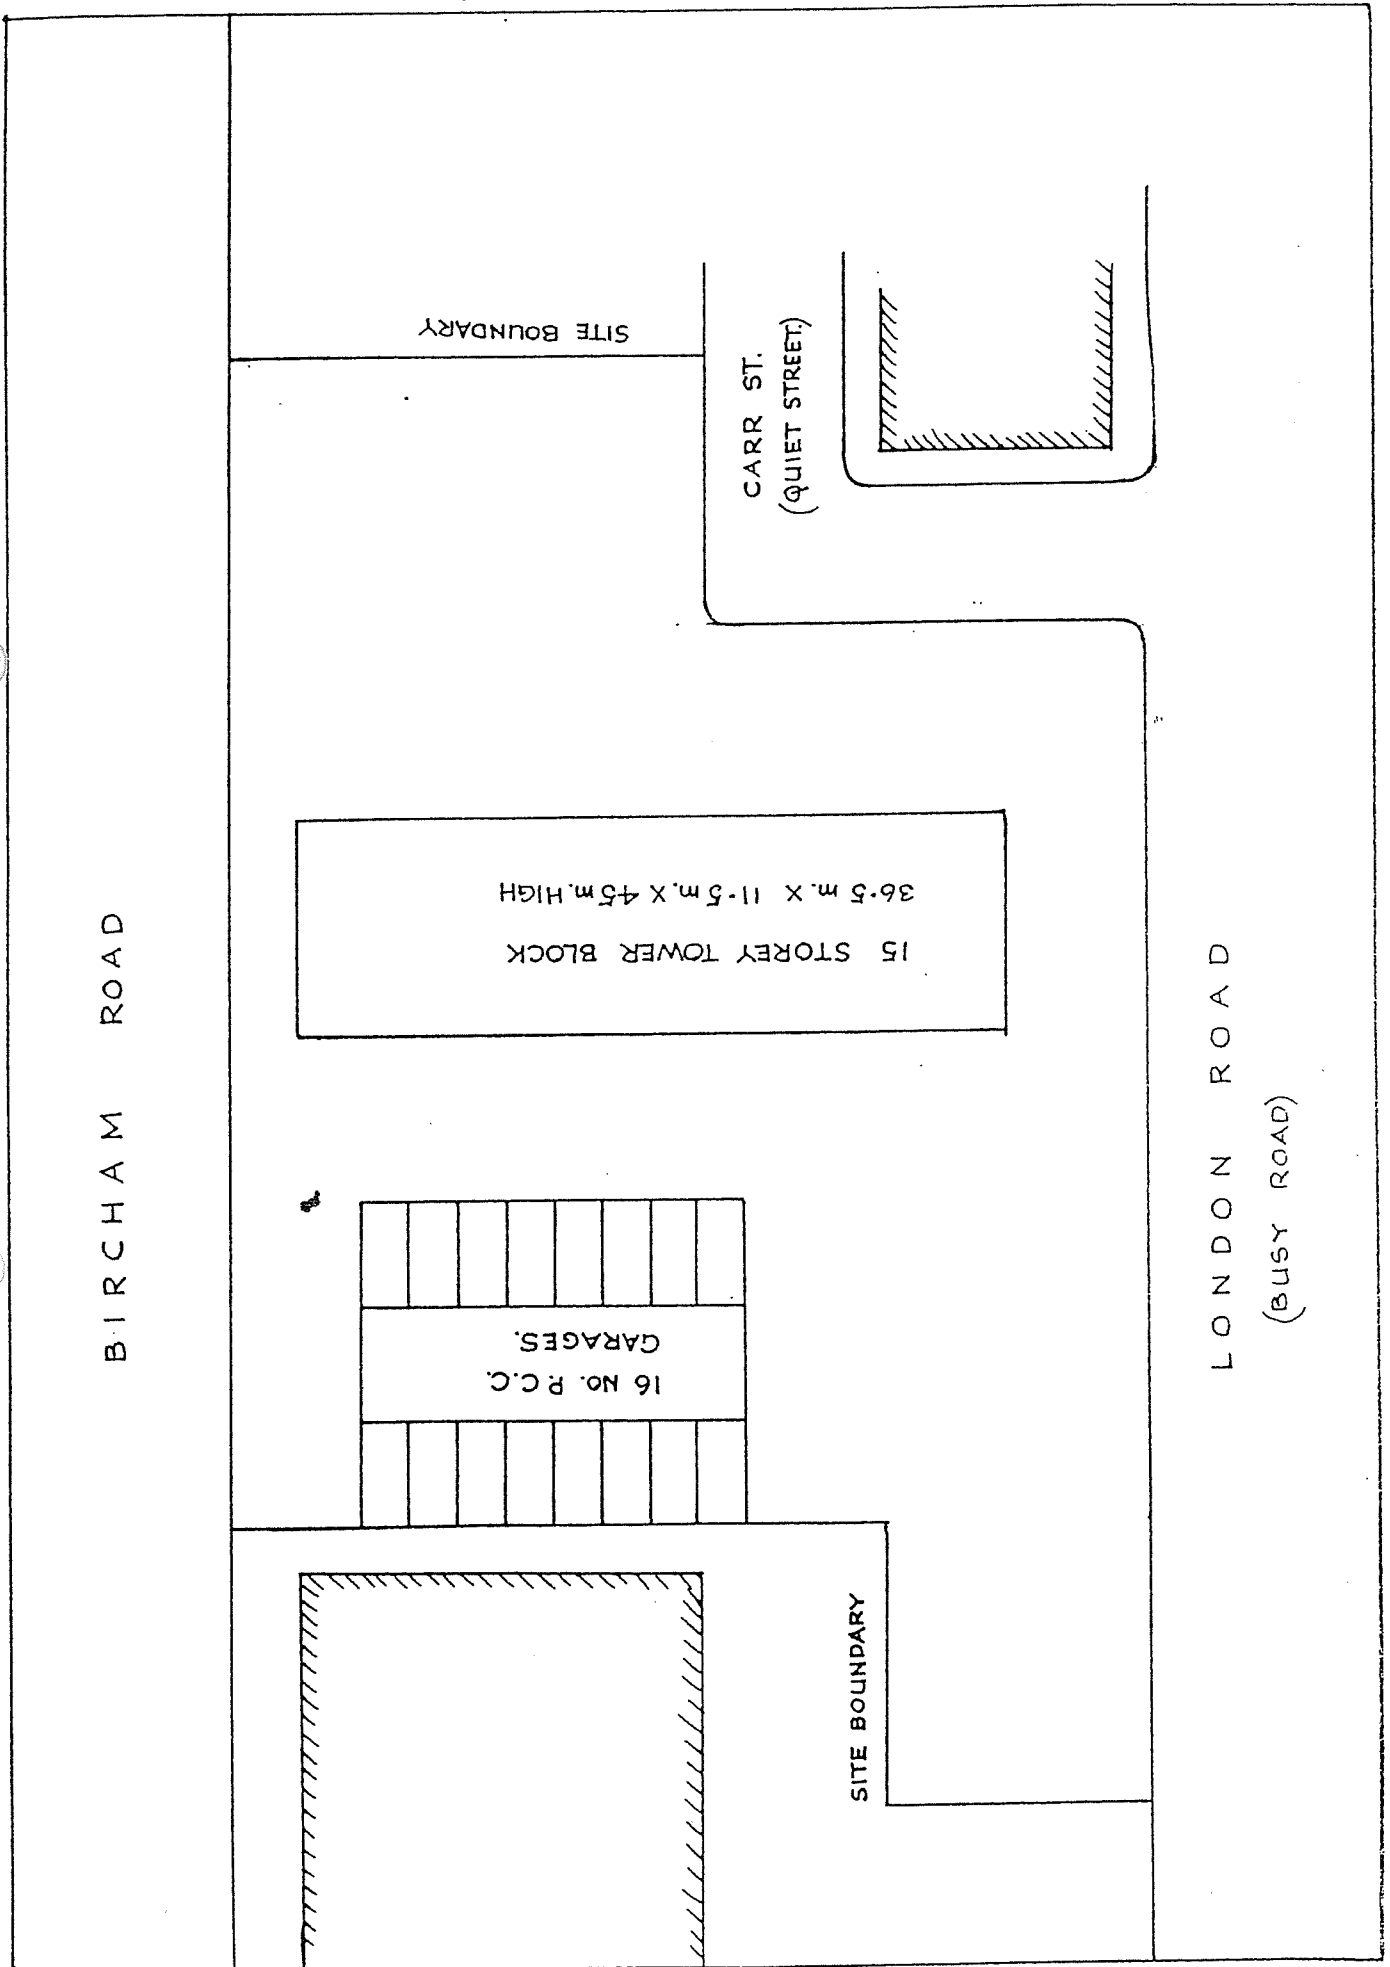 BIRCHAM ROAD
SITE BOUNDARY
CARR ST.
(QUIET STREET.)
15 STOREY TOWER BLOCK
36·5 m. X 11·5 m. X 45 m. HIGH
16 NO. P.C.C.
GARAGES.
SITE BOUNDARY
LONDON ROAD
(BUSY ROAD)